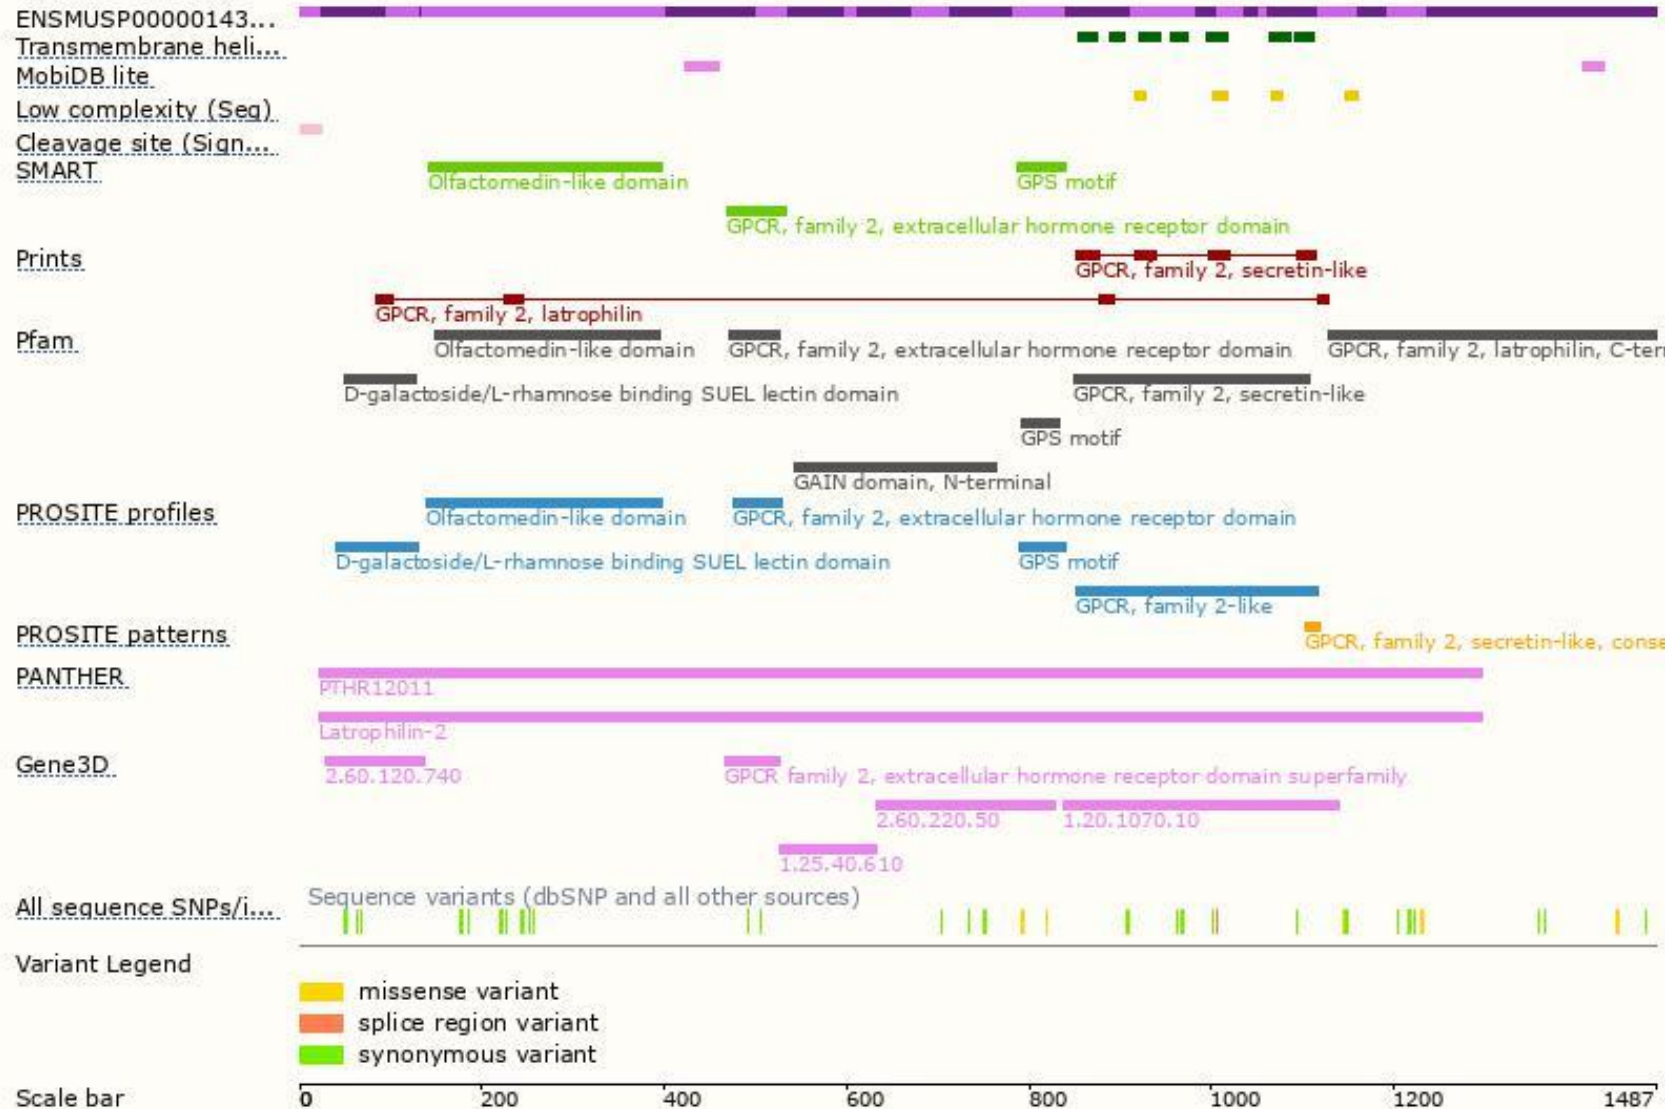 ENSMUSP00000143...
Transmembrane heli...
MobiDB lite
Low complexity (Seg)
Cleavage site (Sign...
SMART
Olfactomedin-like domain
GPS motif
GPCR, family 2, extracellular hormone receptor domain
Prints
GPCR, family 2, secretin-like
GPCR, family 2, latrophilin
Pfam
Olfactomedin-like domain
GPCR, family 2, extracellular hormone receptor domain
GPCR, family 2, latrophilin, C-ter
D-galactoside/L-rhamnose binding SUEL lectin domain
GPCR, family 2, secretin-like
GPS motif
GAIN domain, N-terminal
PROSITE profiles
Olfactomedin-like domain
GPCR, family 2, extracellular hormone receptor domain
D-galactoside/L-rhamnose binding SUEL lectin domain
GPS motif
GPCR, family 2-like
PROSITE patterns
GPCR, family 2, secretin-like, conse
PANTHER
PTHR12011
Latrophilin-2
Gene3D
2.60.120.740
GPCR family 2, extracellular hormone receptor domain superfamily
2.60.220.50
1.20.1070.10
1.25.40.610
Sequence variants (dbSNP and all other sources)
All sequence SNPs/i...
Variant Legend
missense variant
splice region variant
synonymous variant
Scale bar
0 200 400 600 800 1000 1200 1487